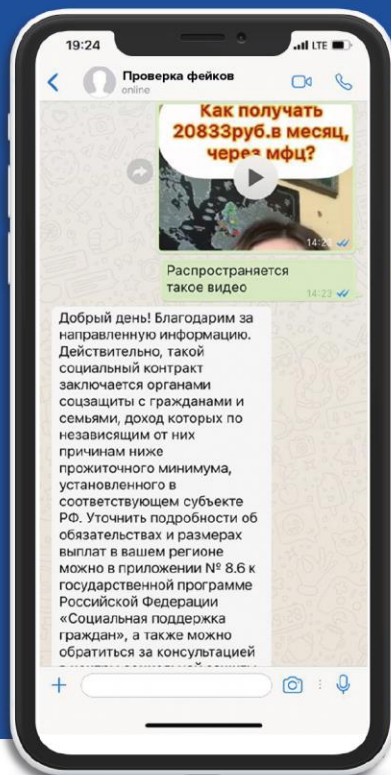 19:24
LTE
Проверка фейков
online
Как получать
20833руб.в месяц,
через мфц?
14:23
Распространяется
такое видео
14:23
Добрый день! Благодарим за
направленную информацию.
Действительно, такой
социальный контракт
заключается органами
соцзащиты с гражданами и
семьями, доход которых по
независящим от них
причинам ниже
прожиточного минимума,
установленного в
соответствующем субъекте
РФ. Уточнить подробности об
обязательствах и размерах
выплат в вашем регионе
можно в приложении № 8.6 к
государственной программе
Российской Федерации
«Социальная поддержка
граждан», а также можно
обратиться за консультацией